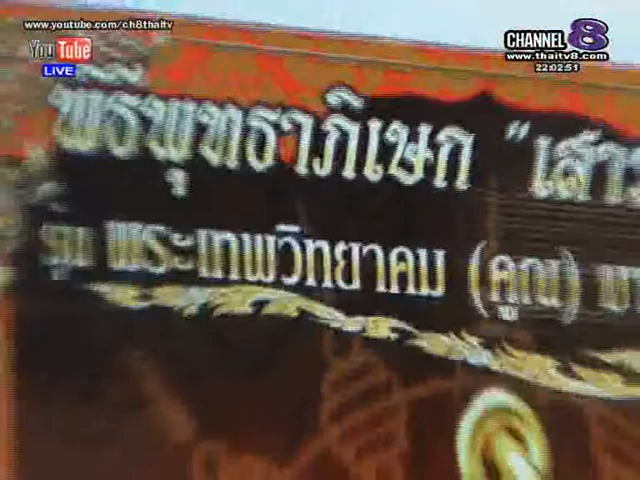 www.youtube.com/ch8thaitv
YouTube
LIVE
CHANNEL 8
www.thaitv8.com
22:02:51
พิธีพุทธาภิเษก "เสาร
พระเทพวิทยาคม (คูณ)